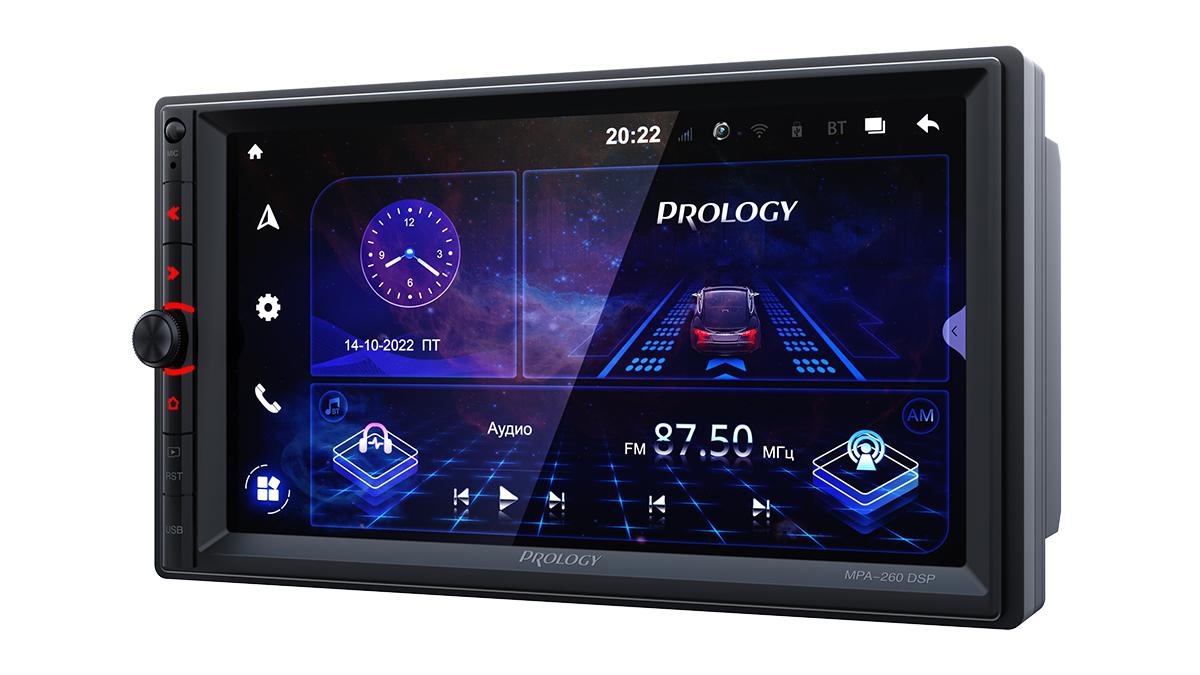 20:22 BT
MIC
12
9 3
6
14-10-2022 ПТ
PROLOGY
ST
Аудио
FM 87.50 МГц
AM
RST
USB
PROLOGY
MPA-260 DSP